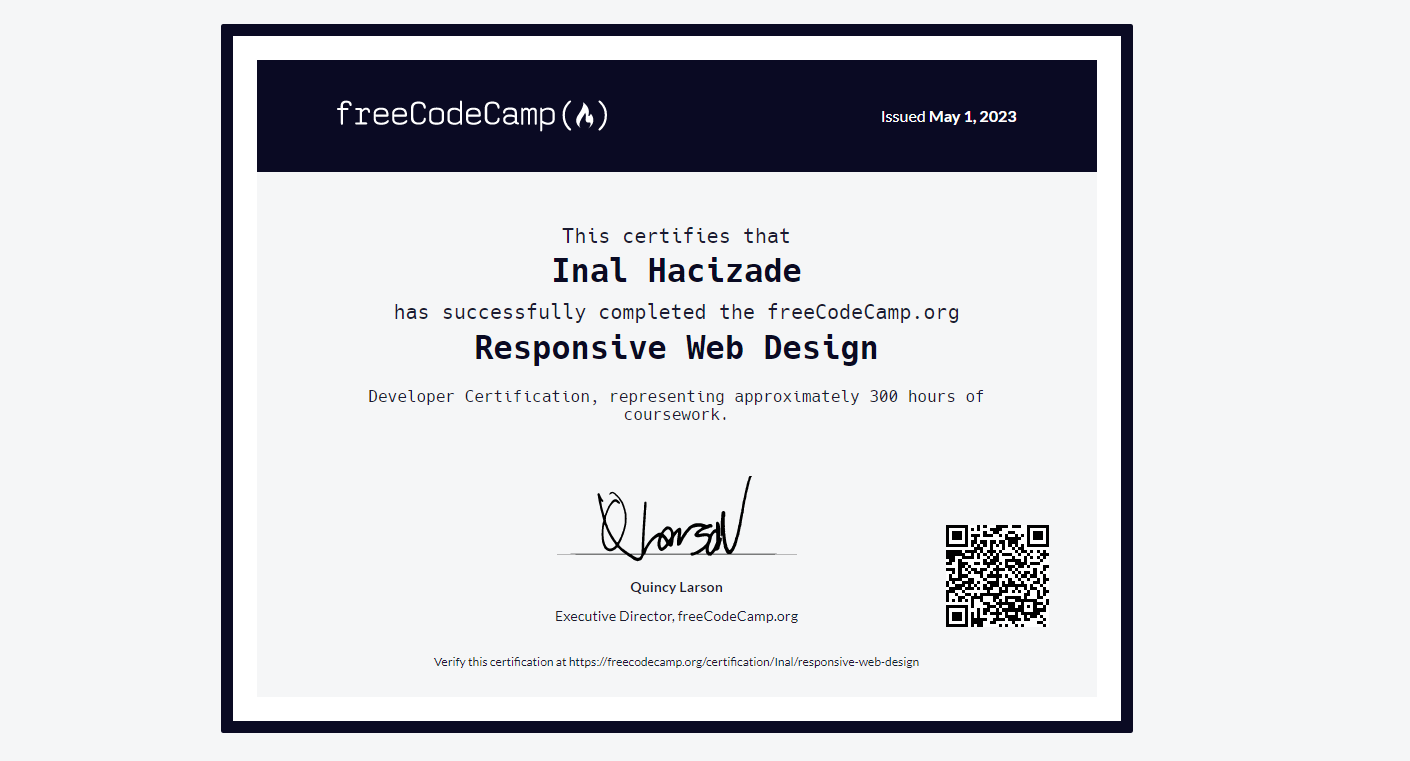 freeCodeCamp
Issued May 1, 2023
This certifies that
Inal Hacizade
has successfully completed the freeCodeCamp.org
Responsive Web Design
Developer Certification, representing approximately 300 hours of
coursework.
Q Larson
Quincy Larson
Executive Director, freeCodeCamp.org
Verify this certification at https://freecodecamp.org/certification/Inal/responsive-web-design